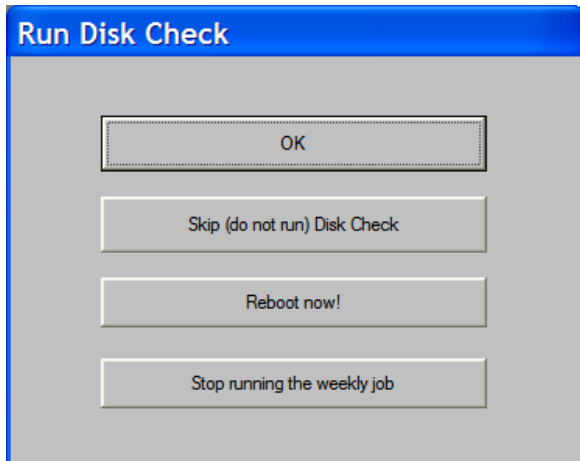 Run Disk Check
OK
Skip (do not run) Disk Check
Reboot now!
Stop running the weekly job